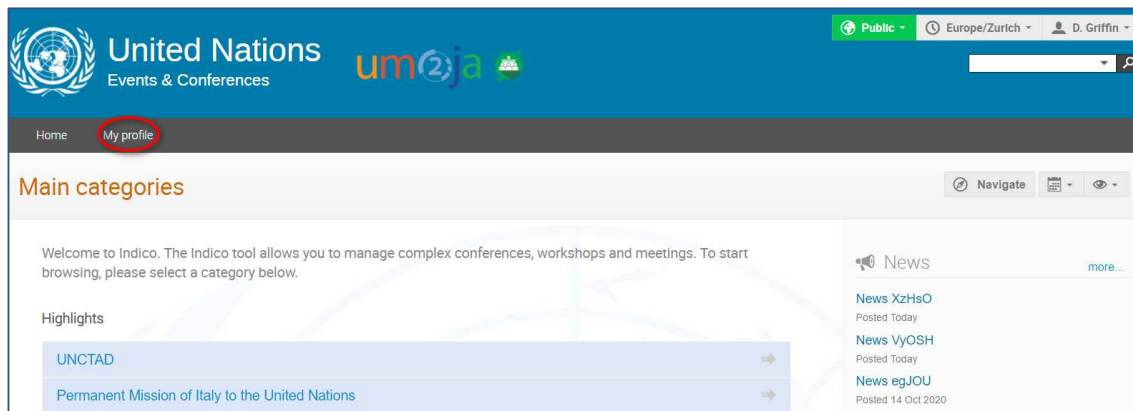 United Nations
Events & Conferences
um2ja
Public
Europe/Zurich
D. Griffin
Home My profile
Main categories
Navigate
Welcome to Indico. The Indico tool allows you to manage complex conferences, workshops and meetings. To start
browsing, please select a category below.
Highlights
UNCTAD
Permanent Mission of Italy to the United Nations
News more...
News XzHsO
Posted Today
News VyOSH
Posted Today
News egJOU
Posted 14 Oct 2020